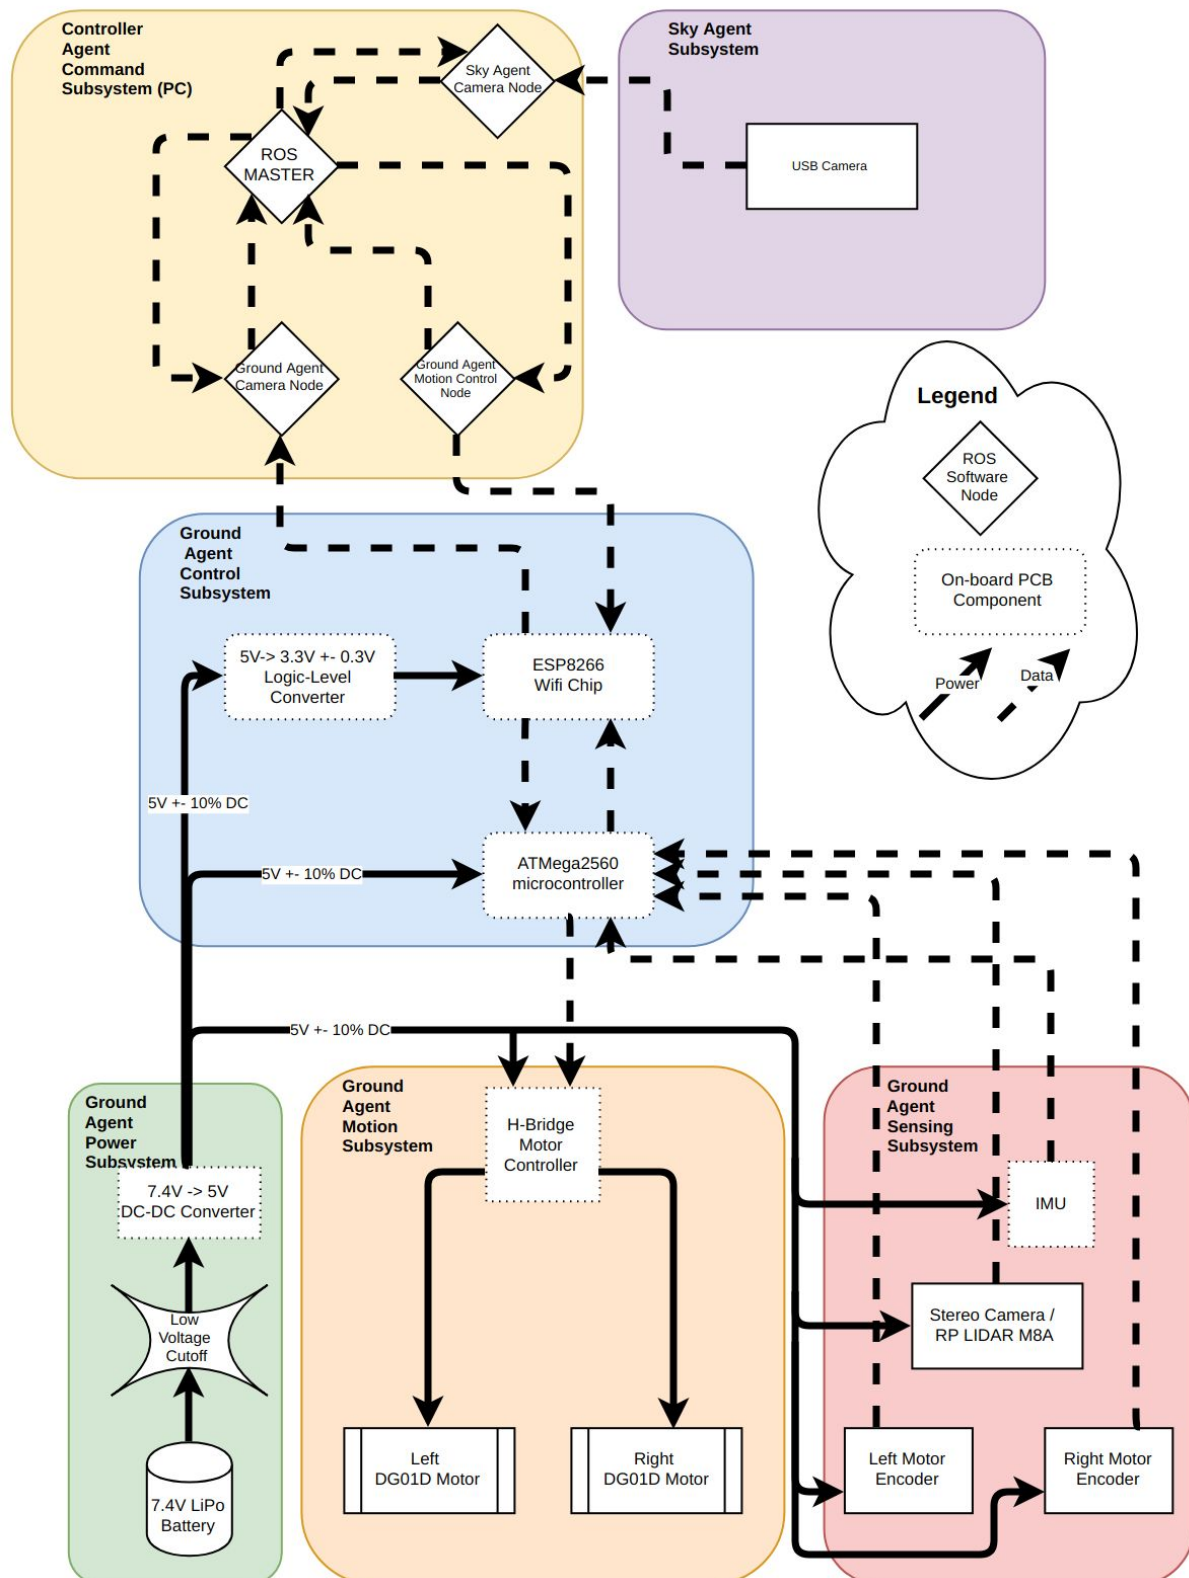 Controller
Agent
Command
Subsystem (PC)
Sky Agent
Camera Node
ROS
MASTER
Ground Agent
Camera Node
Ground Agent
Motion Control
Node
Sky Agent
Subsystem
USB Camera
Legend
ROS
Software
Node
On-board PCB
Component
Power
Data
Ground
Agent
Control
Subsystem
5V-> 3.3V +- 0.3V
Logic-Level
Converter
ESP8266
Wifi Chip
5V +- 10% DC
5V +- 10% DC
ATMega2560
microcontroller
5V +- 10% DC
Ground
Agent
Power
Subsystem
7.4V -> 5V
DC-DC Converter
Low
Voltage
Cutoff
7.4V LiPo
Battery
Ground
Agent
Motion
Subsystem
H-Bridge
Motor
Controller
Left
DG01D Motor
Right
DG01D Motor
Ground
Agent
Sensing
Subsystem
IMU
Stereo Camera /
RP LIDAR M8A
Left Motor
Encoder
Right Motor
Encoder